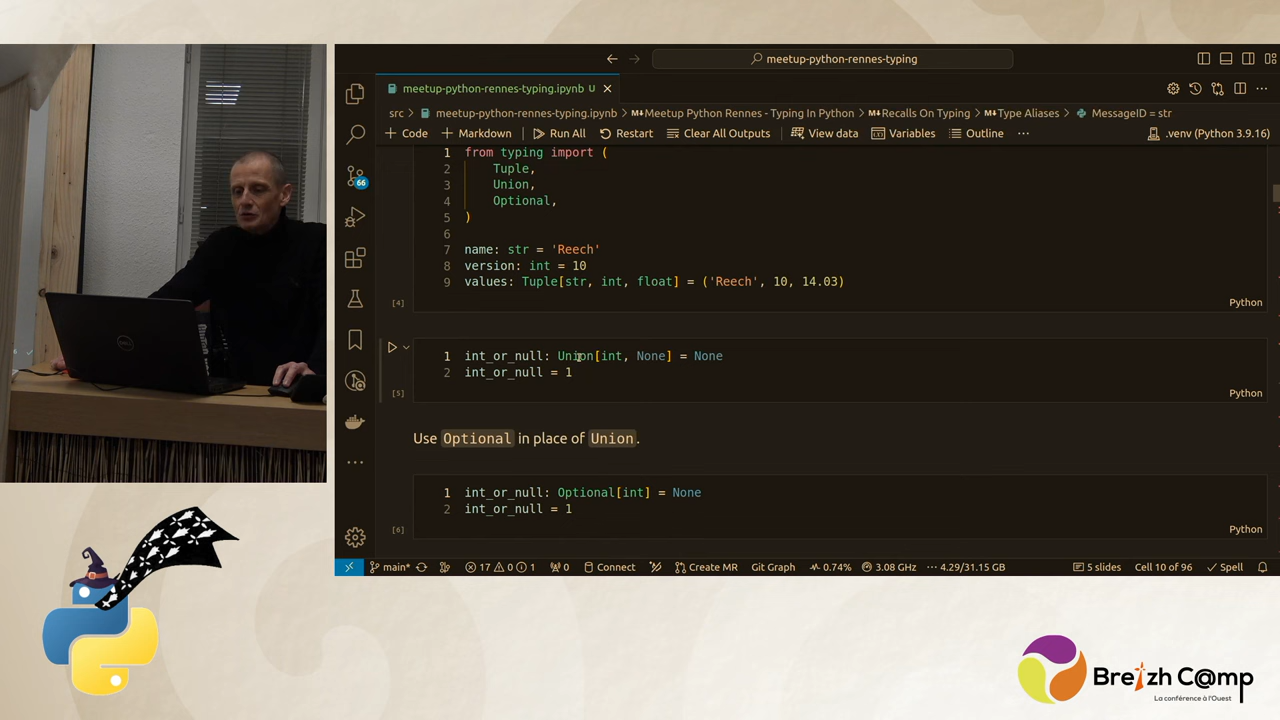 meetup-python-rennes-typing
meetup-python-rennes-typing.ipynb U
src > meetup-python-rennes-typing.ipynb > Meetup Python Rennes - Typing In Python > Recalls On Typing > Type Aliases > MessageID = str
+ Code + Markdown Run All Restart Clear All Outputs View data Variables Outline ... .venv (Python 3.9.16)
1 from typing import (
2 Tuple,
3 Union,
4 Optional,
5 )
6
7 name: str = 'Reech'
8 version: int = 10
9 values: Tuple[str, int, float] = ('Reech', 10, 14.03)
[4] Python
1 int_or_null: Union[int, None] = None
2 int_or_null = 1
[5] Python
Use Optional in place of Union.
1 int_or_null: Optional[int] = None
2 int_or_null = 1
[6] Python
66
main* 17 0 1 0 Connect Create MR Git Graph 0.74% 3.08 GHz 4.29/31.15 GB 5 slides Cell 10 of 96 Spell
DELL
Breizh C@mp
La conférence à l'Ouest